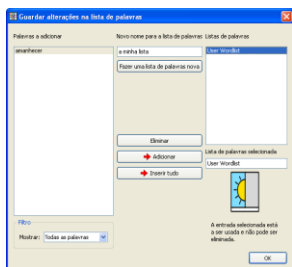 Guardar alterações na lista de palavras
Palavras a adicionar
amanhecer
Novo nome para a lista de palavras
a minha lista
Fazer uma lista de palavras nova
Eliminar
Adicionar
Inserir tudo
Listas de palavras
User Wordlist
Lista de palavras selecionada
User Wordlist
A entrada selecionada está
a ser usada e não pode ser
eliminada.
Filtro
Mostrar: Todas as palavras
OK